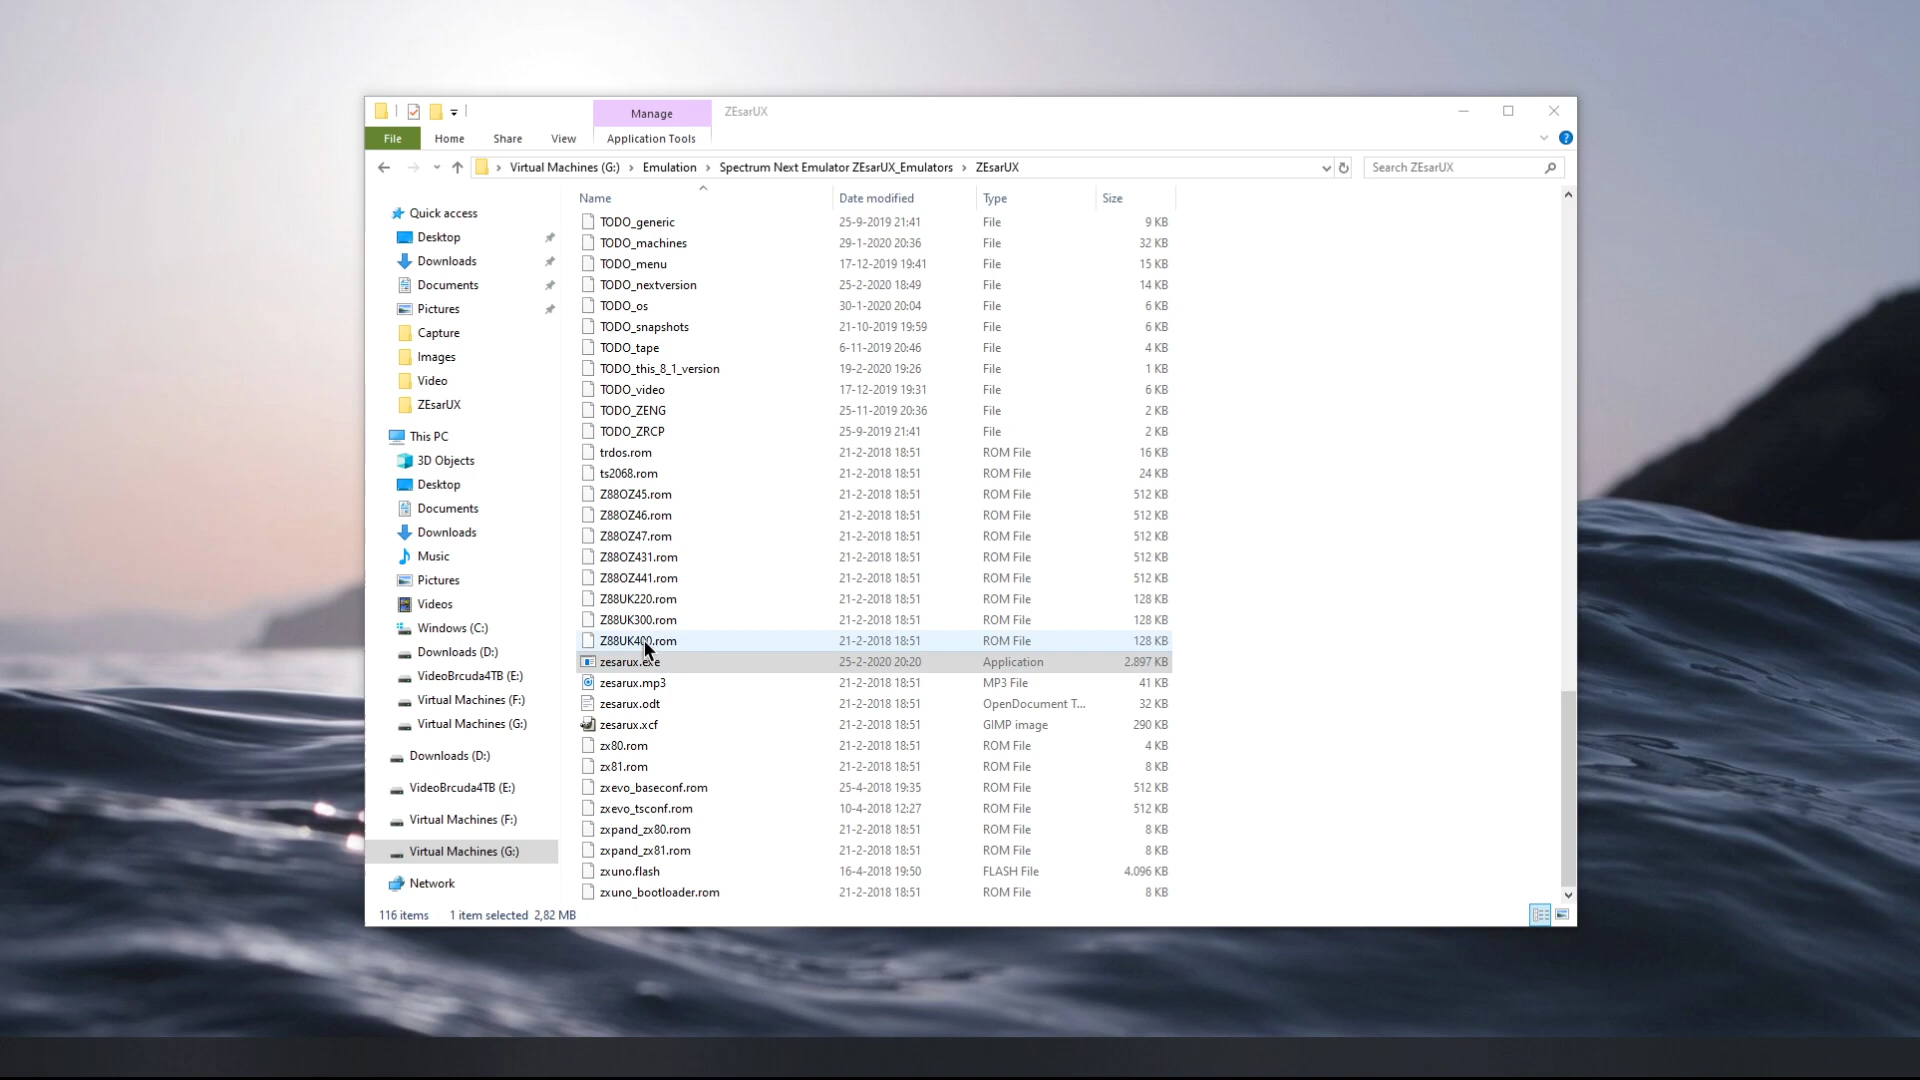 Manage ZEsarUX
File Home Share View Application Tools
Virtual Machines (G:) Emulation Spectrum Next Emulator ZEsarUX_Emulators ZEsarUX Search ZEsarUX
Quick access
Desktop
Downloads
Documents
Pictures
Capture
Images
Video
ZEsarUX
This PC
3D Objects
Desktop
Documents
Downloads
Music
Pictures
Videos
Windows (C:)
Downloads (D:)
VideoBrcuda4TB (E:)
Virtual Machines (F:)
Virtual Machines (G:)
Downloads (D:)
VideoBrcuda4TB (E:)
Virtual Machines (F:)
Virtual Machines (G:)
Network
Name Date modified Type Size
TODO_generic 25-9-2019 21:41 File 9 KB
TODO_machines 29-1-2020 20:36 File 32 KB
TODO_menu 17-12-2019 19:41 File 15 KB
TODO_nextversion 25-2-2020 18:49 File 14 KB
TODO_os 30-1-2020 20:04 File 6 KB
TODO_snapshots 21-10-2019 19:59 File 6 KB
TODO_tape 6-11-2019 20:46 File 4 KB
TODO_this_8_1_version 19-2-2020 19:26 File 1 KB
TODO_video 17-12-2019 19:31 File 6 KB
TODO_ZENG 25-11-2019 20:36 File 2 KB
TODO_ZRCP 25-9-2019 21:41 File 2 KB
trdos.rom 21-2-2018 18:51 ROM File 16 KB
ts2068.rom 21-2-2018 18:51 ROM File 24 KB
Z88OZ45.rom 21-2-2018 18:51 ROM File 512 KB
Z88OZ46.rom 21-2-2018 18:51 ROM File 512 KB
Z88OZ47.rom 21-2-2018 18:51 ROM File 512 KB
Z88OZ431.rom 21-2-2018 18:51 ROM File 512 KB
Z88OZ441.rom 21-2-2018 18:51 ROM File 512 KB
Z88UK220.rom 21-2-2018 18:51 ROM File 128 KB
Z88UK300.rom 21-2-2018 18:51 ROM File 128 KB
Z88UK400.rom 21-2-2018 18:51 ROM File 128 KB
zesarux.exe 25-2-2020 20:20 Application 2.897 KB
zesarux.mp3 21-2-2018 18:51 MP3 File 41 KB
zesarux.odt 21-2-2018 18:51 OpenDocument T... 32 KB
zesarux.xcf 21-2-2018 18:51 GIMP image 290 KB
zx80.rom 21-2-2018 18:51 ROM File 4 KB
zx81.rom 21-2-2018 18:51 ROM File 8 KB
zxevo_baseconf.rom 25-4-2018 19:35 ROM File 512 KB
zxevo_tsconf.rom 10-4-2018 12:27 ROM File 512 KB
zxpand_zx80.rom 21-2-2018 18:51 ROM File 8 KB
zxpand_zx81.rom 21-2-2018 18:51 ROM File 8 KB
zxuno.flash 16-4-2018 19:50 FLASH File 4.096 KB
zxuno_bootloader.rom 21-2-2018 18:51 ROM File 8 KB
116 items 1 item selected 2,82 MB